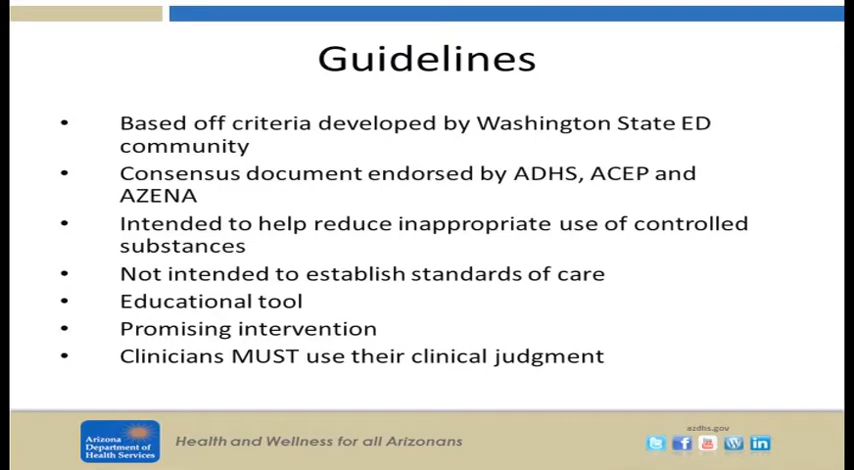 Guidelines
• Based off criteria developed by Washington State ED
community
• Consensus document endorsed by ADHS, ACEP and
AZENA
• Intended to help reduce inappropriate use of controlled
substances
• Not intended to establish standards of care
• Educational tool
• Promising intervention
• Clinicians MUST use their clinical judgment
Arizona
Department of
Health Services
Health and Wellness for all Arizonans
azdhs.gov
f
You
in